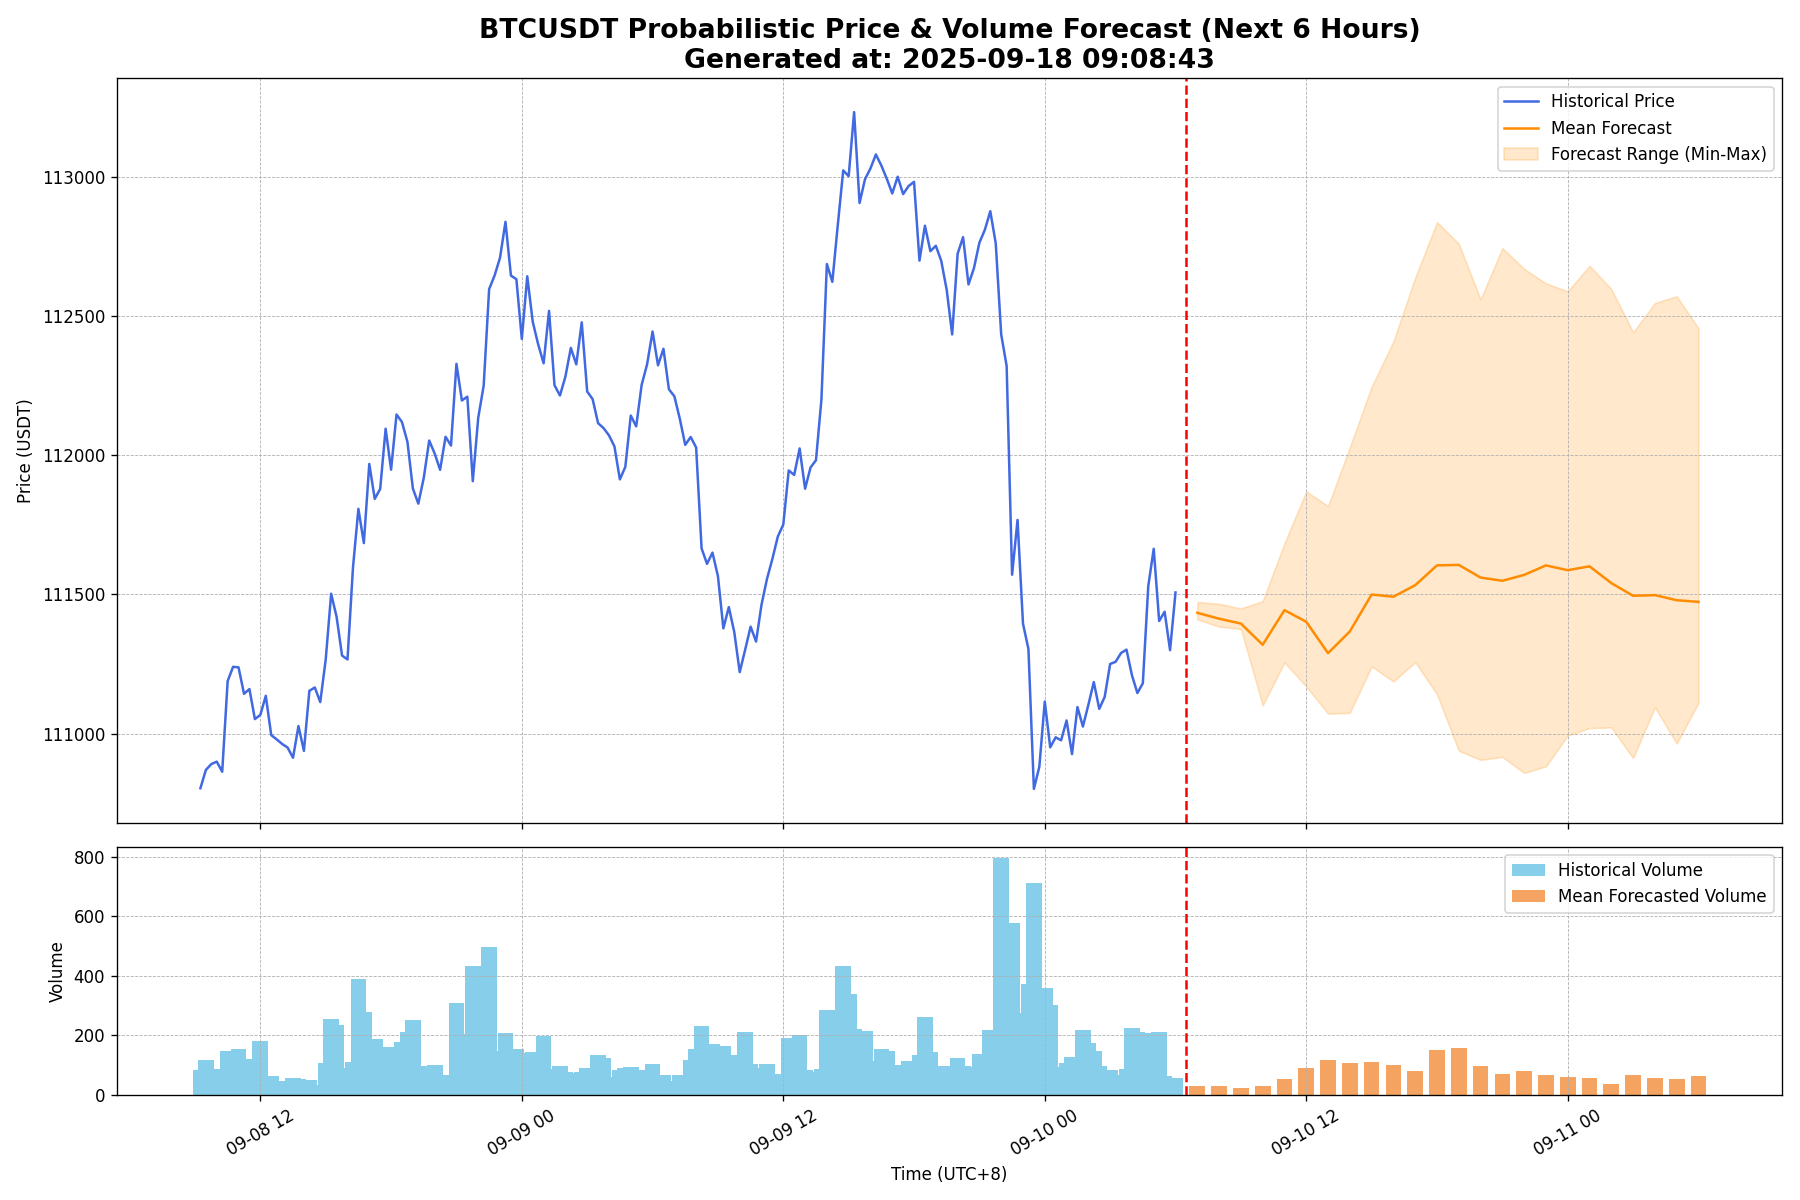 BTCUSDT Probabilistic Price & Volume Forecast (Next 6 Hours)
Generated at: 2025-09-18 09:08:43
Historical Price
Mean Forecast
Forecast Range (Min-Max)
113000
112500
112000
111500
111000
Price (USDT)
Historical Volume
Mean Forecasted Volume
800
600
400
200
0
Volume
09-08 12
09-09 00
09-09 12
09-10 00
09-10 12
09-11 00
Time (UTC+8)